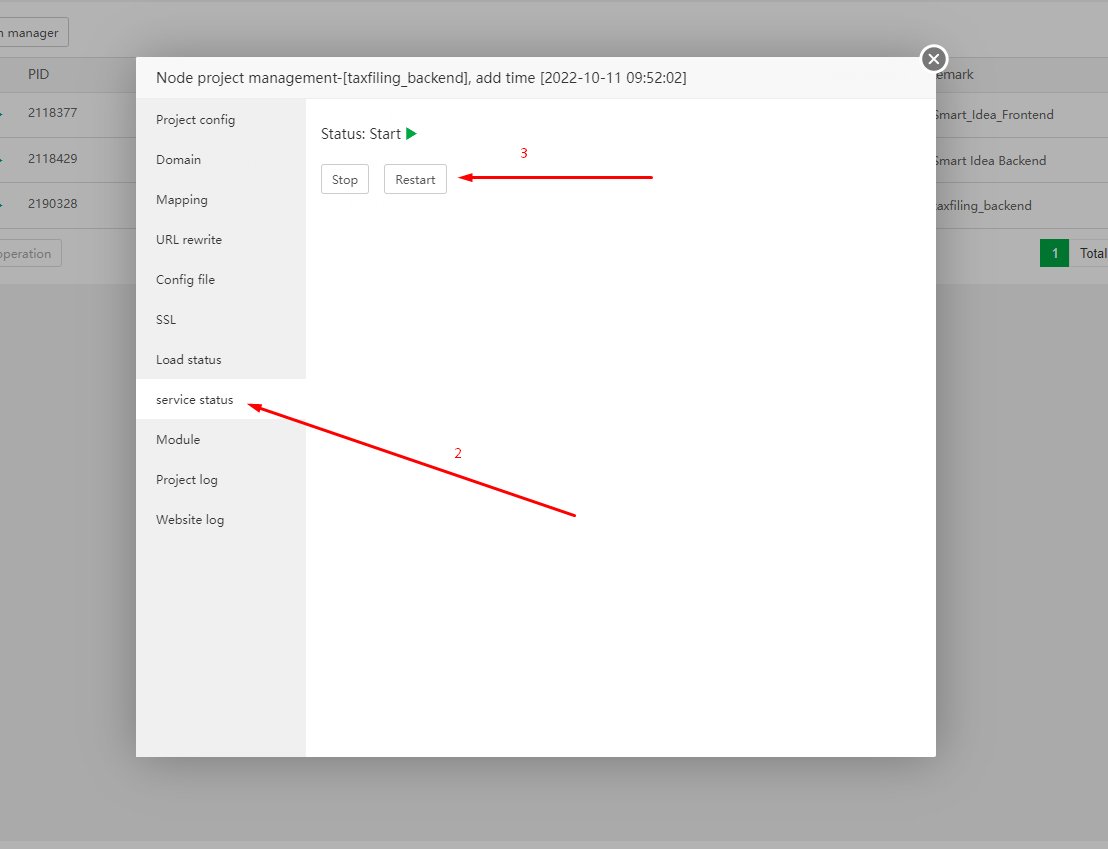 manager
PID
emark
2118377
Smart_Idea_Frontend
2118429
Smart Idea Backend
2190328
taxfiling_backend
operation
1
Total
Node project management-[taxfiling_backend], add time [2022-10-11 09:52:02]
Project config
Domain
Mapping
URL rewrite
Config file
SSL
Load status
service status
Module
Project log
Website log
Status: Start
3
Stop
Restart
2